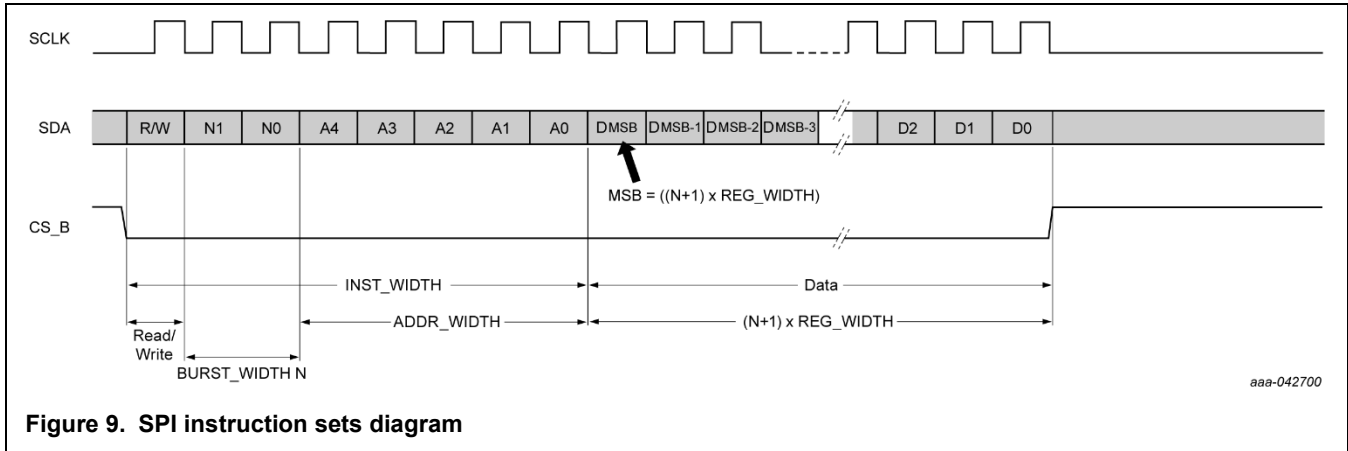 SCLK
SDA R/W N1 N0 A4 A3 A2 A1 A0 DMSB DMSB-1 DMSB-2 DMSB-3 D2 D1 D0
MSB = ((N+1) x REG_WIDTH)
CS_B
INST_WIDTH Data
Read/ ADDR_WIDTH (N+1) x REG_WIDTH
Write
BURST_WIDTH N
aaa-042700
Figure 9. SPI instruction sets diagram